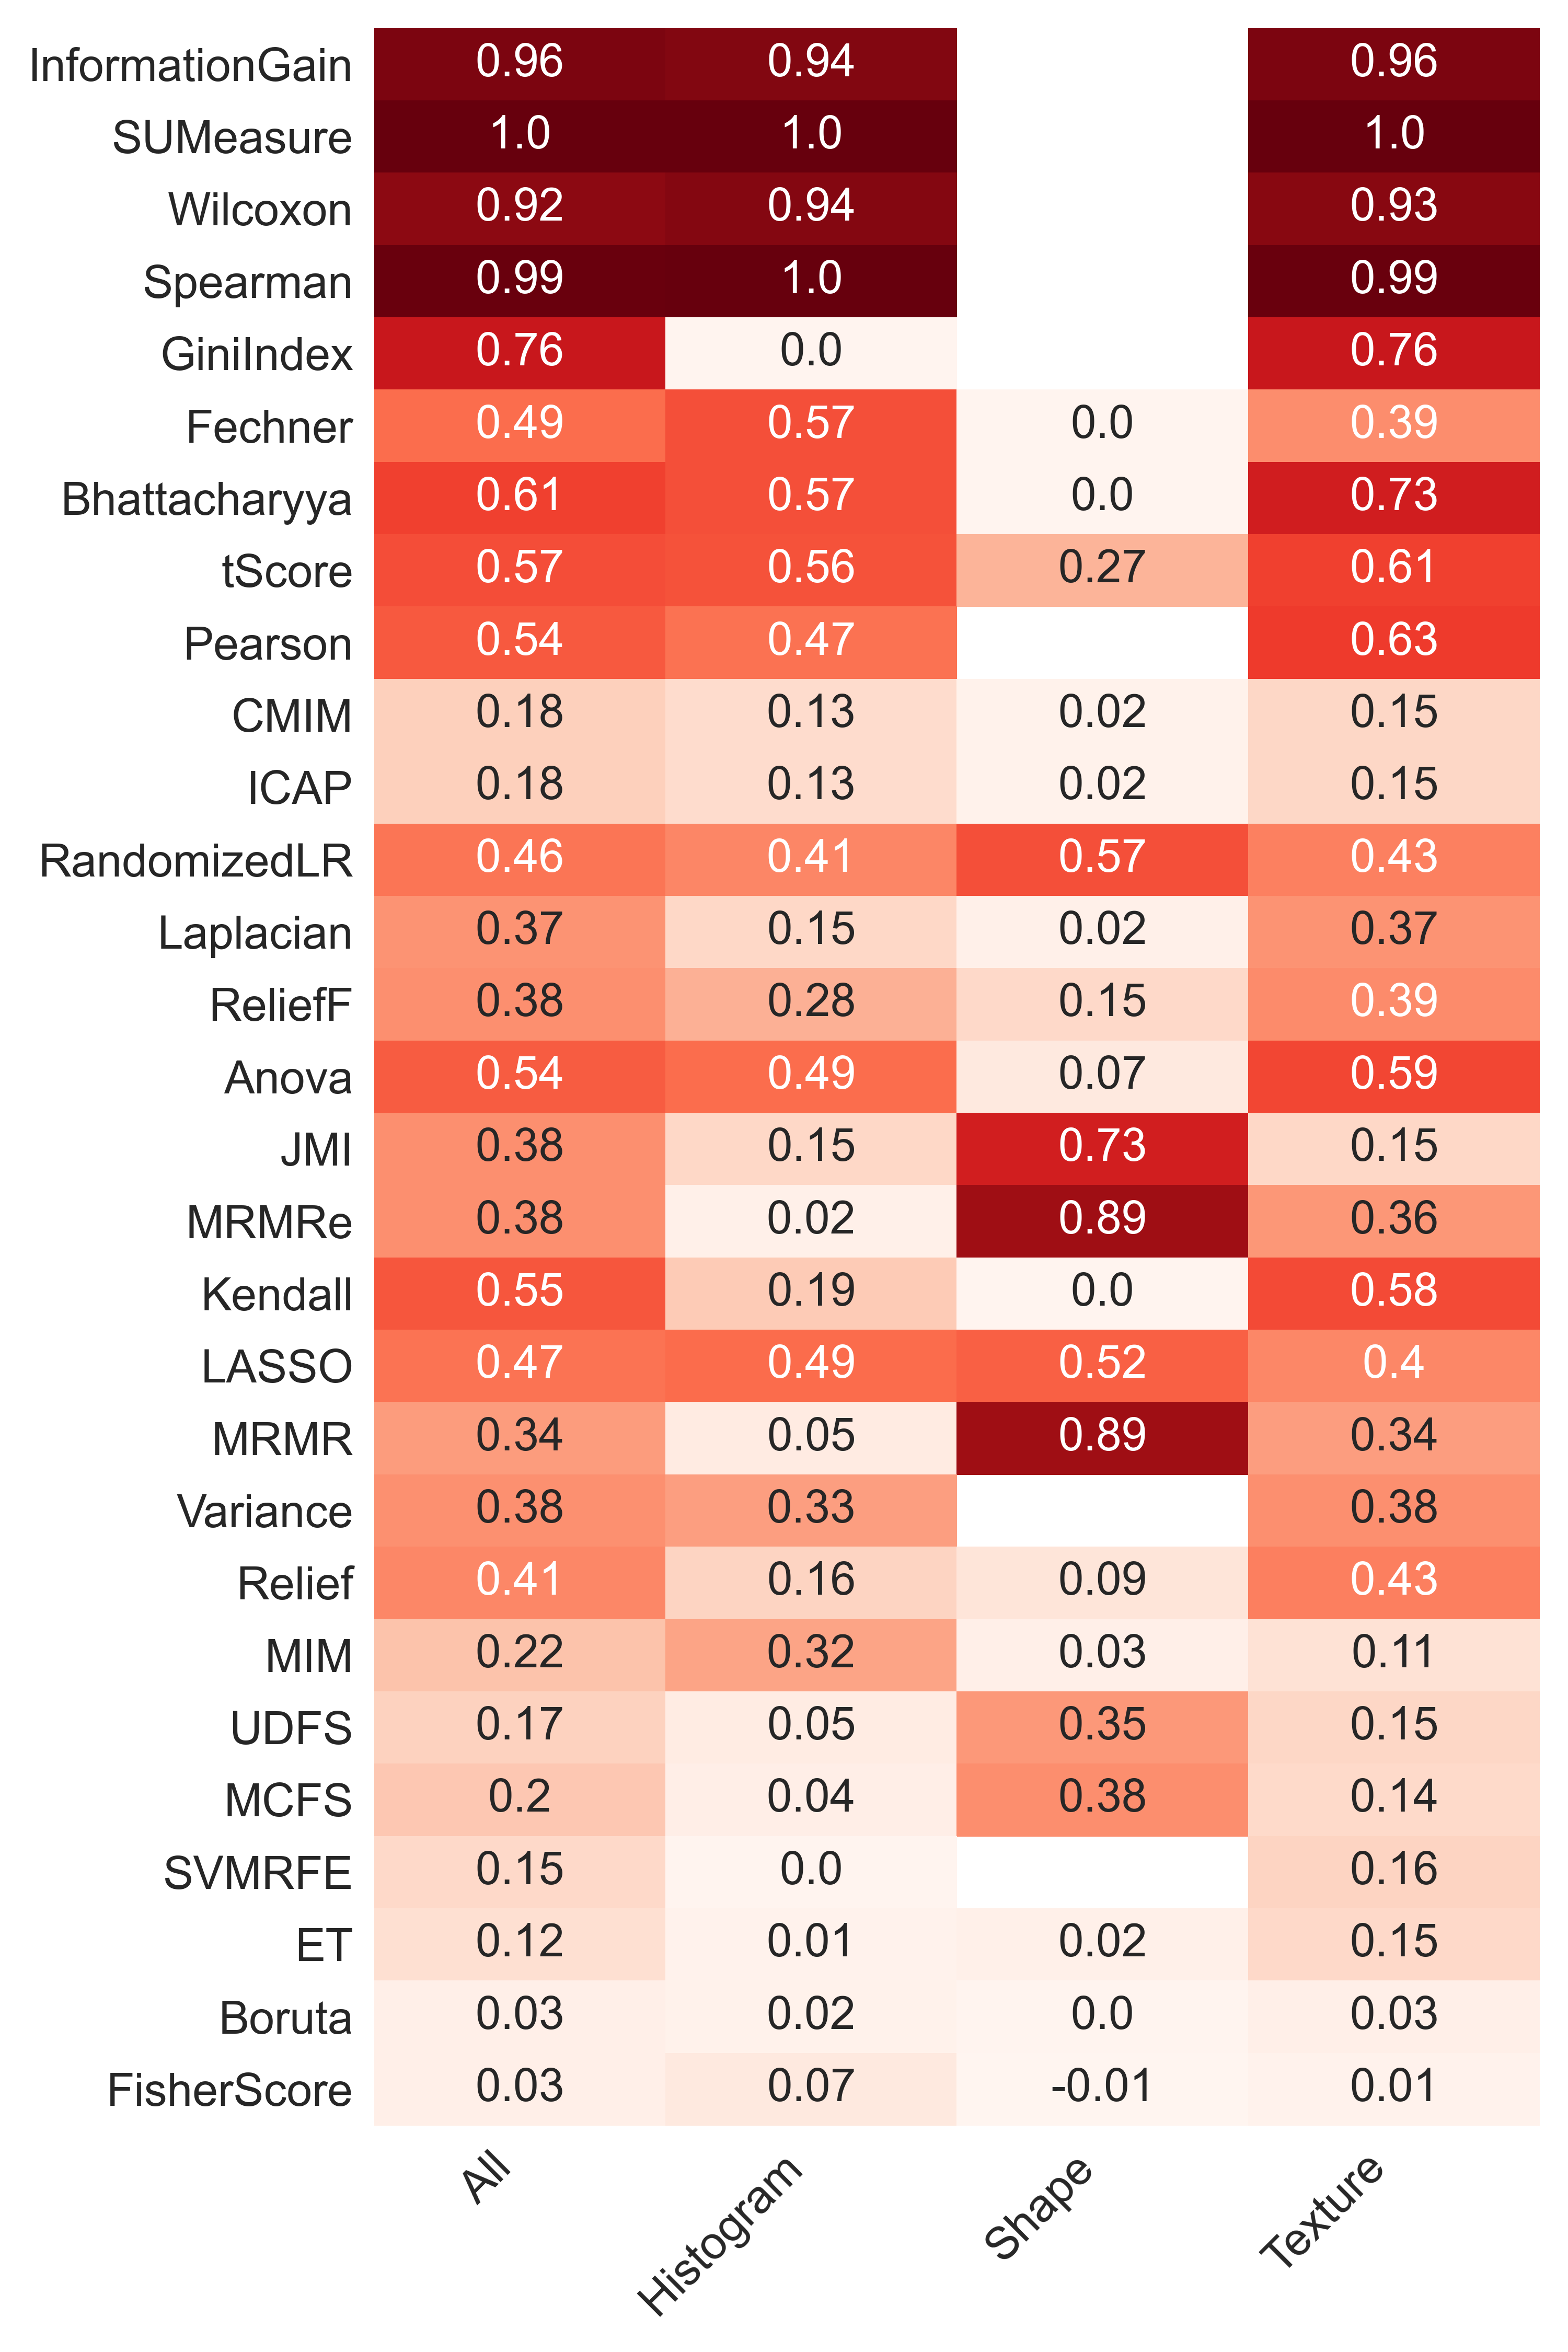 InformationGain 0.96 0.94 0.96
SUMeasure 1.0 1.0 1.0
Wilcoxon 0.92 0.94 0.93
Spearman 0.99 1.0 0.99
GiniIndex 0.76 0.0 0.76
Fechner 0.49 0.57 0.0 0.39
Bhattacharyya 0.61 0.57 0.0 0.73
tScore 0.57 0.56 0.27 0.61
Pearson 0.54 0.47 0.63
CMIM 0.18 0.13 0.02 0.15
ICAP 0.18 0.13 0.02 0.15
RandomizedLR 0.46 0.41 0.57 0.43
Laplacian 0.37 0.15 0.02 0.37
ReliefF 0.38 0.28 0.15 0.39
Anova 0.54 0.49 0.07 0.59
JMI 0.38 0.15 0.73 0.15
MRMRe 0.38 0.02 0.89 0.36
Kendall 0.55 0.19 0.0 0.58
LASSO 0.47 0.49 0.52 0.4
MRMR 0.34 0.05 0.89 0.34
Variance 0.38 0.33 0.38
Relief 0.41 0.16 0.09 0.43
MIM 0.22 0.32 0.03 0.11
UDFS 0.17 0.05 0.35 0.15
MCFS 0.2 0.04 0.38 0.14
SVMRFE 0.15 0.0 0.16
ET 0.12 0.01 0.02 0.15
Boruta 0.03 0.02 0.0 0.03
FisherScore 0.03 0.07 -0.01 0.01
All Histogram Shape Texture